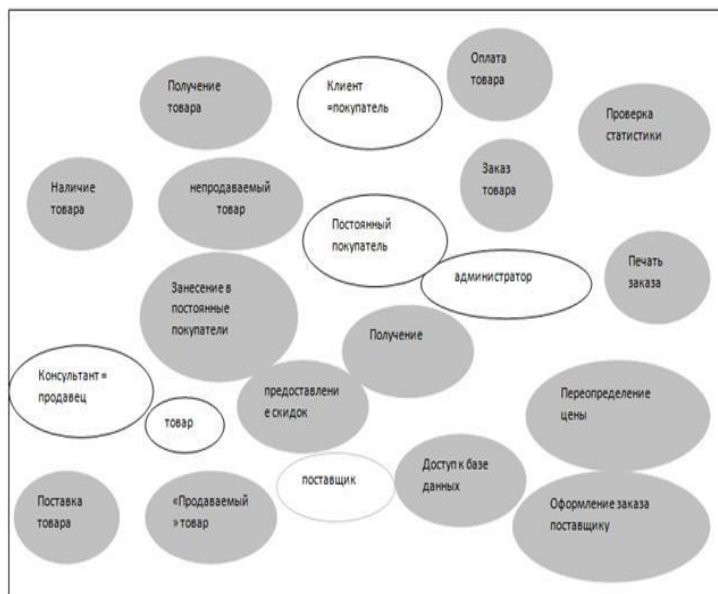 Получение
товара
Клиент
=покупатель
Оплата
товара
Проверка
статистики
Наличие
товара
непродаваемый
товар
Заказ
товара
Постоянный
покупатель
администратор
Печать
заказа
Занесение в
постоянные
покупатели
Получение
Консультант =
продавец
товар
предоставлени
е скидок
Переопределение
цены
поставщик
Доступ к базе
данных
Поставка
товара
«Продаваемый
» товар
Оформление заказа
поставщику